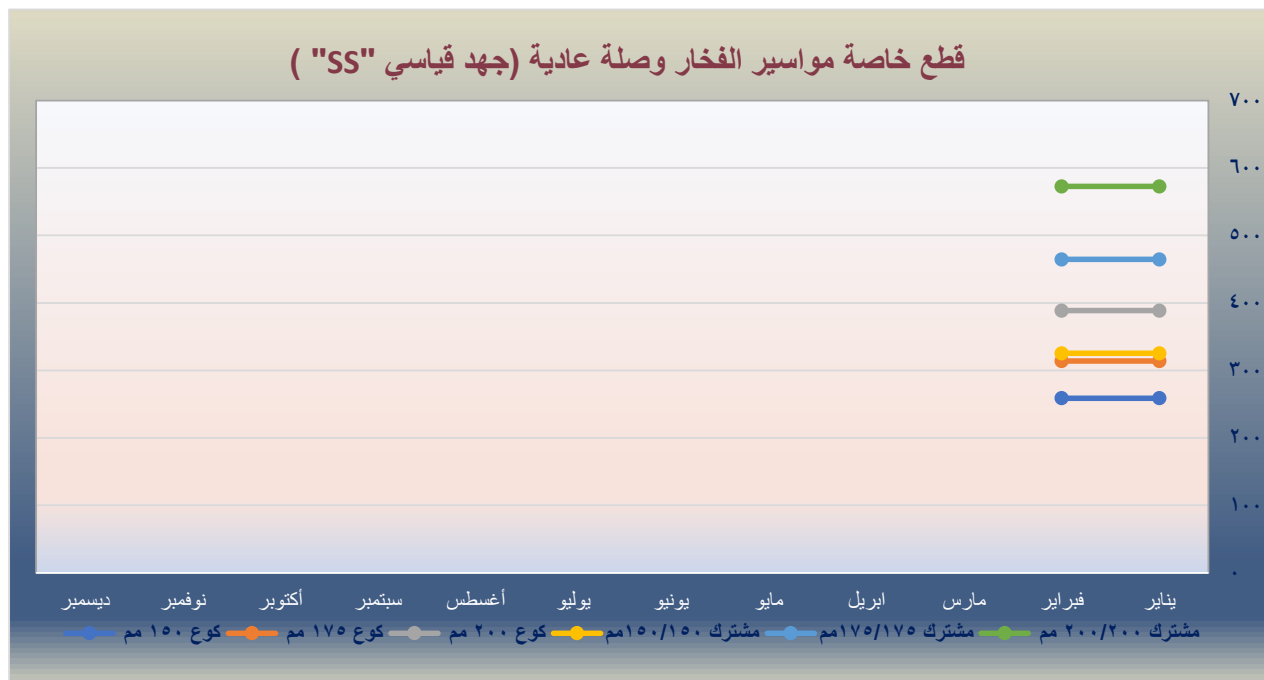 قطع خاصة مواسير الفخار وصلة عادية (جهد قياسي "SS" )
٧٠٠
٦٠٠
٥٠٠
٤٠٠
٣٠٠
٢٠٠
١٠٠
٠
يناير فبراير مارس ابريل مايو يونيو يوليو أغسطس سبتمبر أكتوبر نوفمبر ديسمبر
مشترك ٢٠٠/٢٠٠ مم مشترك ١٧٥/١٧٥مم مشترك ١٥٠/١٥٠مم كوع ٢٠٠ مم كوع ١٧٥ مم كوع ١٥٠ مم